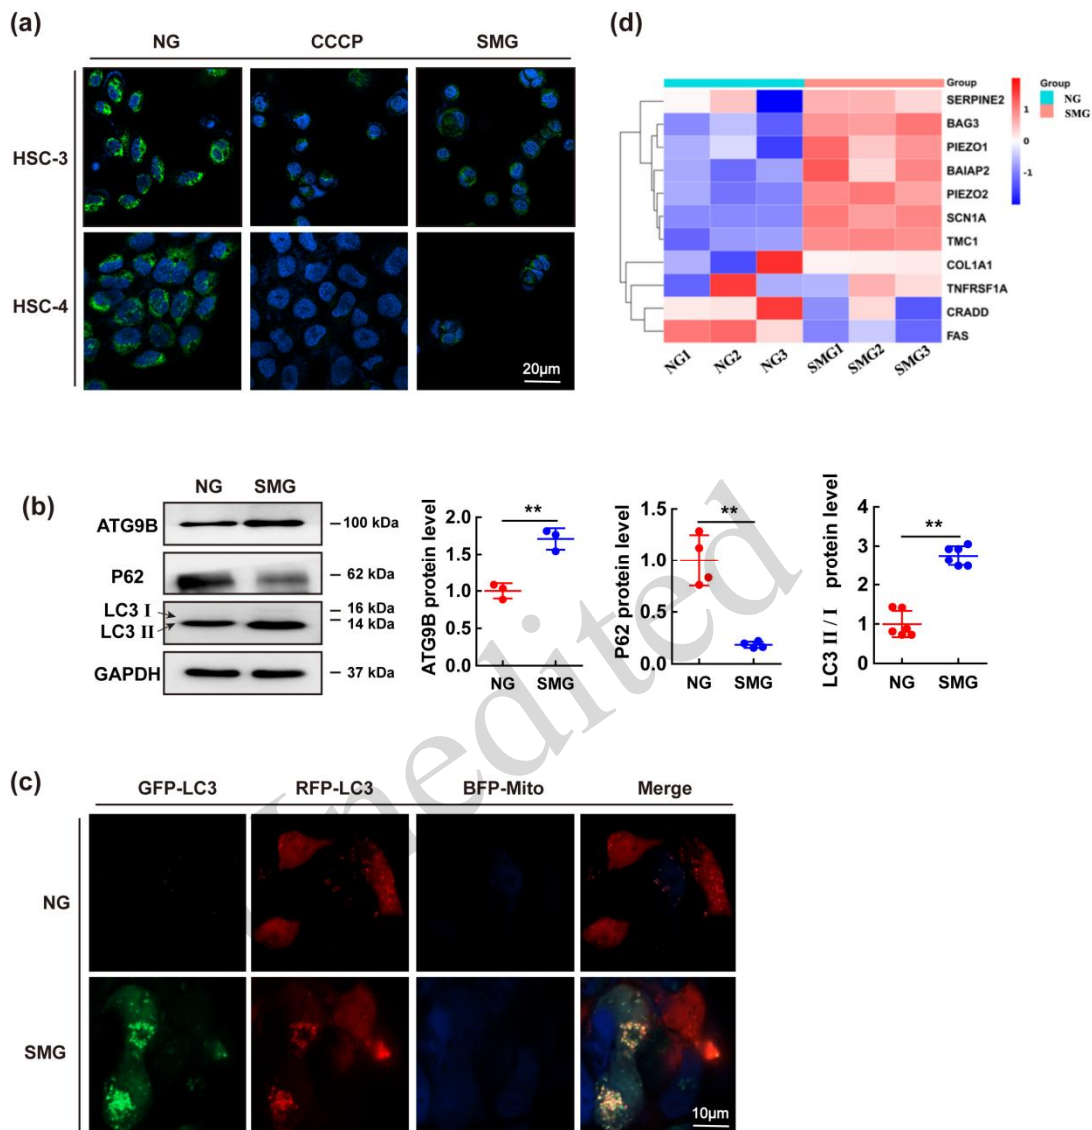 (a)
NG CCCP SMG
HSC-3
HSC-4
20μm
(d)
Group
SERPINE2
BAG3
PIEZO1
BAIAP2
PIEZO2
SCN1A
TMC1
COL1A1
TNFRSF1A
CRADD
FAS
NG1 NG2 NG3 SMG1 SMG2 SMG3
1
0
-1
Group
NG
SMG
(b)
NG SMG
ATG9B 100 kDa
P62 62 kDa
LC3 I 16 kDa
LC3 II 14 kDa
GAPDH 37 kDa
ATG9B protein level
2.0
1.5
1.0
0.5
0.0
**
NG SMG
P62 protein level
1.5
1.0
0.5
0.0
**
NG SMG
LC3 II / I protein level
4
3
2
1
0
**
NG SMG
(c)
GFP-LC3 RFP-LC3 BFP-Mito Merge
NG
SMG
10μm